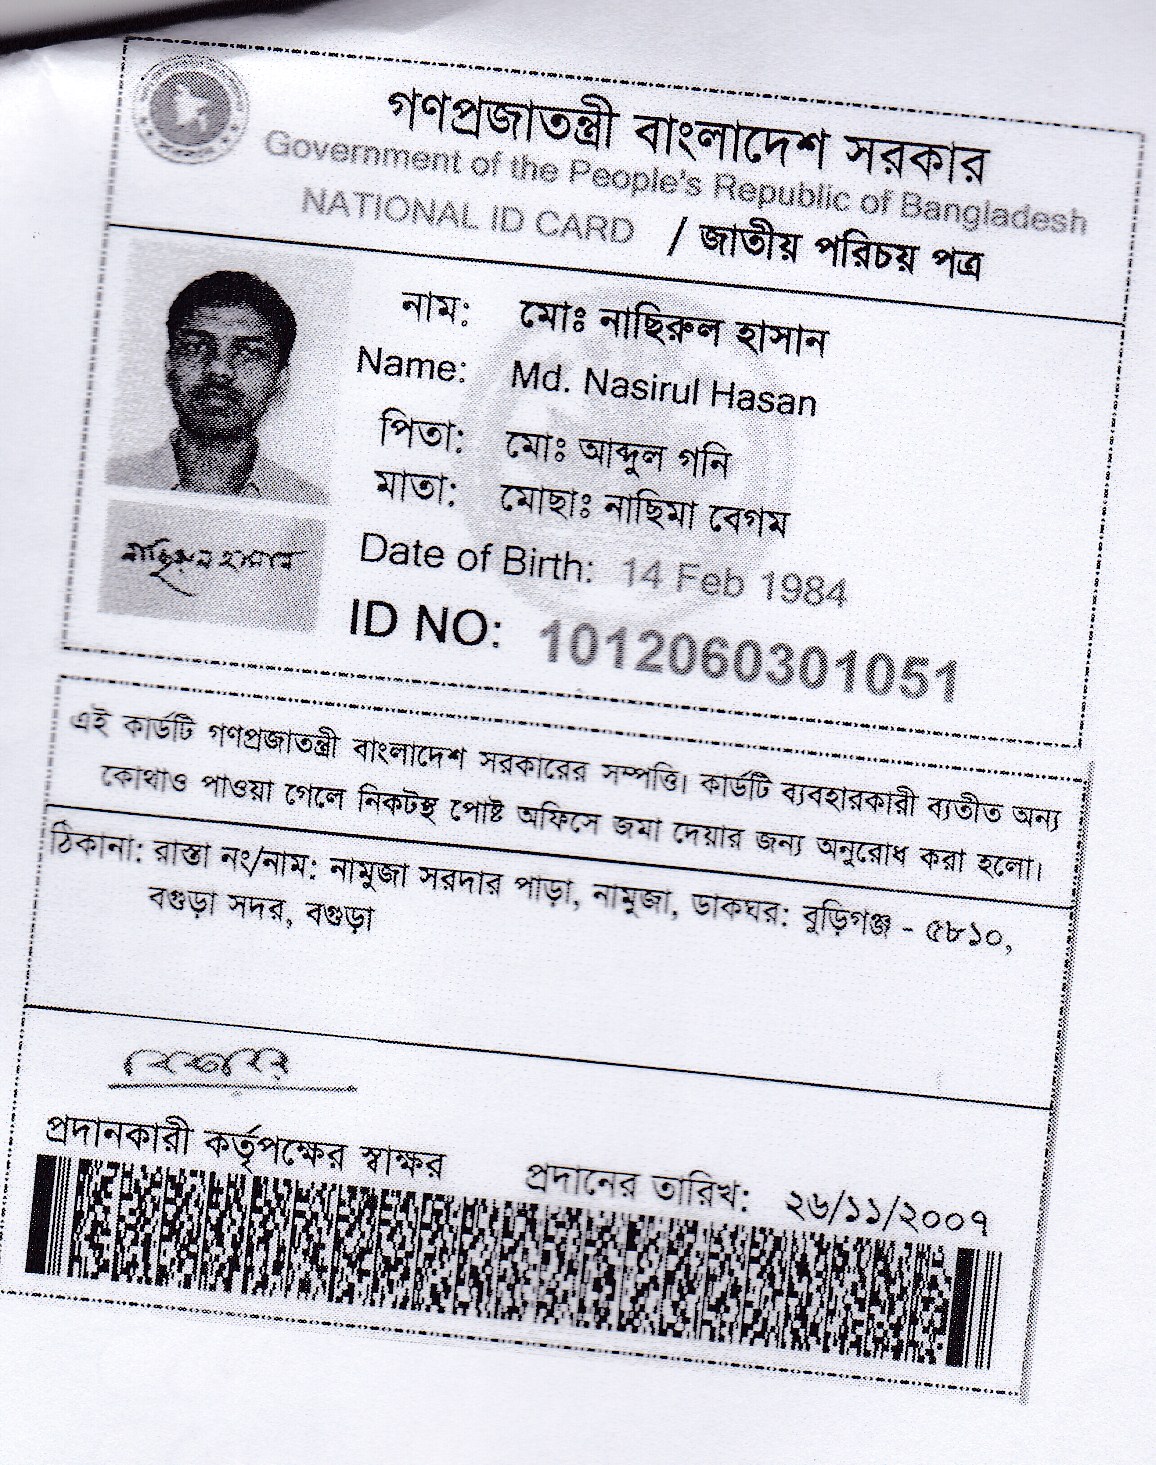 গণপ্রজাতন্ত্রী বাংলাদেশ সরকার
Government of the People's Republic of Bangladesh
NATIONAL ID CARD / জাতীয় পরিচয় পত্র
নাম: মোঃ নাছিরুল হাসান
Name: Md. Nasirul Hasan
পিতা: মোঃ আব্দুল গনি
মাতা: মোছাঃ নাছিমা বেগম
নাছিরুল হাসান
Date of Birth: 14 Feb 1984
ID NO: 1012060301051
এই কার্ডটি গণপ্রজাতন্ত্রী বাংলাদেশ সরকারের সম্পত্তি। কার্ডটি ব্যবহারকারী ব্যতীত অন্য
কোথাও পাওয়া গেলে নিকটস্থ পোষ্ট অফিসে জমা দেয়ার জন্য অনুরোধ করা হলো।
ঠিকানা: রাস্তা নং/নাম: নামুজা সরদার পাড়া, নামুজা, ডাকঘর: বুড়িগঞ্জ - ৫৮১০,
বগুড়া সদর, বগুড়া
প্রদানকারী কর্তৃপক্ষের স্বাক্ষর প্রদানের তারিখ: ২৬/১১/২০০৭